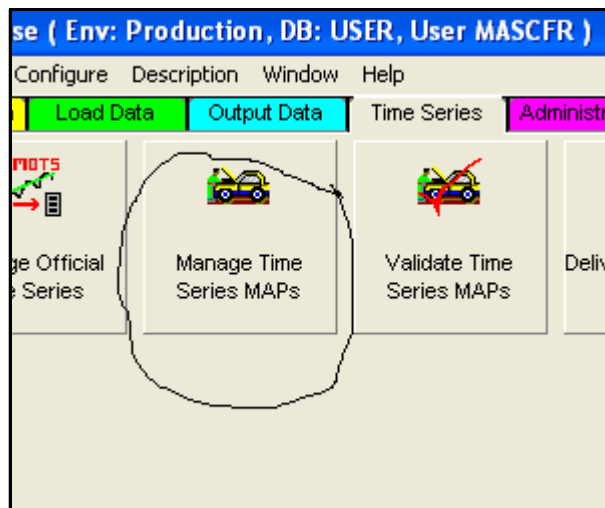 se ( Env: Production, DB: USER, User MASCFR )
Configure Description Window Help
Load Data Output Data Time Series Administr
MOTS
ge Official
Series
Manage Time
Series MAPs
Validate Time
Series MAPs
Deliv